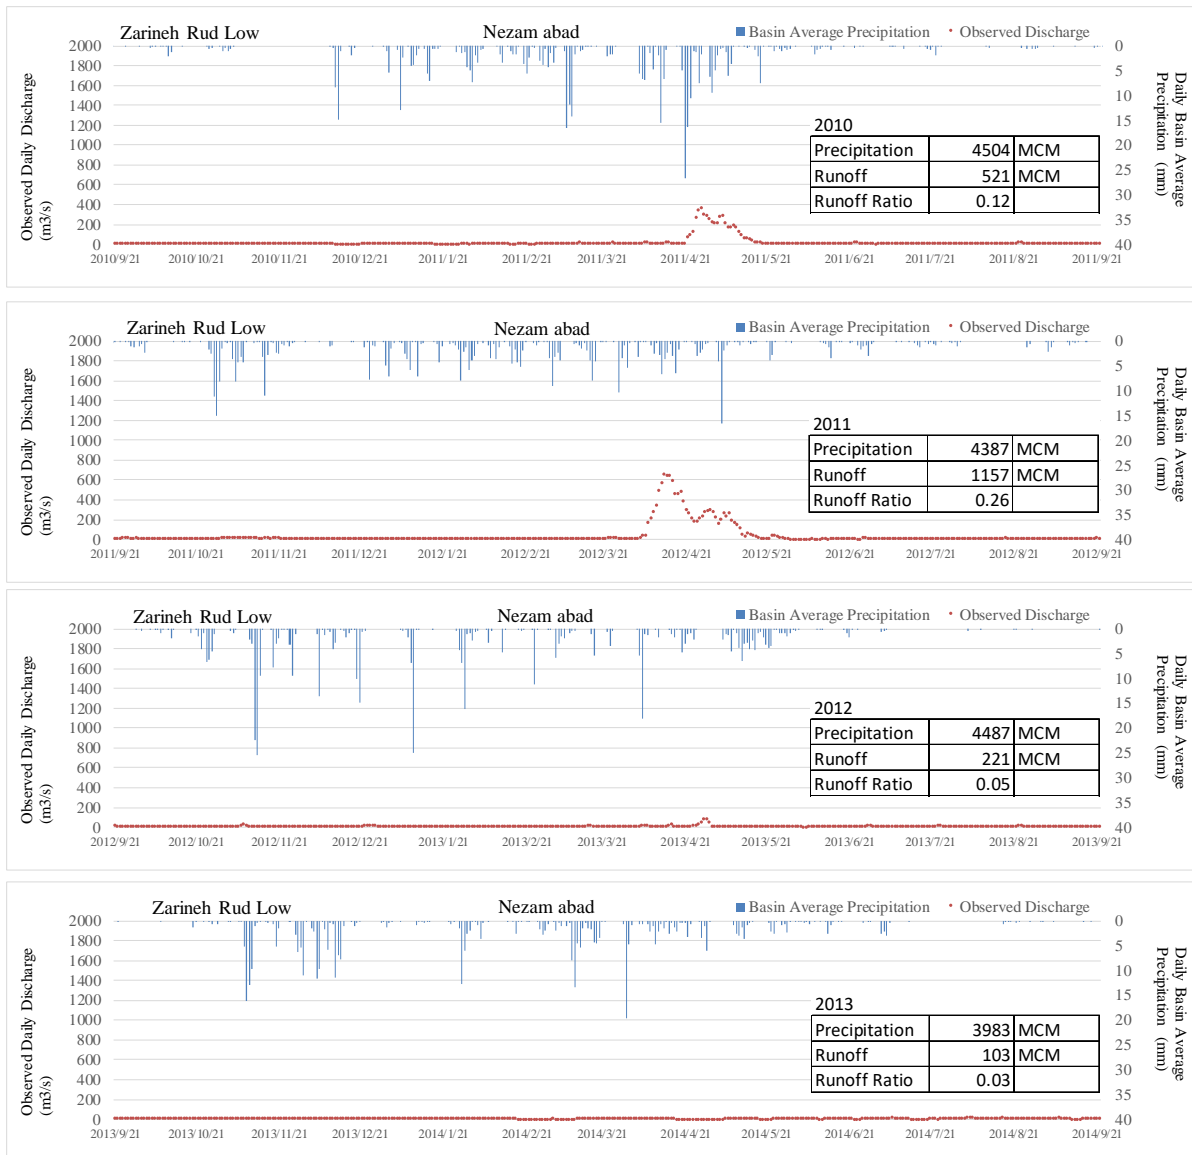 Zarineh Rud Low Nezam abad Basin Average Precipitation Observed Discharge
2000 0
1800 5
1600 10
1400 15
1200 20
1000 25
800 30
600 35
400 40
200
0
Observed Daily Discharge
(m3/s)
Daily Basin Average
Precipitation (mm)
2010
Precipitation 4504 MCM
Runoff 521 MCM
Runoff Ratio 0.12
2010/9/21 2010/10/21 2010/11/21 2010/12/21 2011/1/21 2011/2/21 2011/3/21 2011/4/21 2011/5/21 2011/6/21 2011/7/21 2011/8/21 2011/9/21
Zarineh Rud Low Nezam abad Basin Average Precipitation Observed Discharge
2000 0
1800 5
1600 10
1400 15
1200 20
1000 25
800 30
600 35
400 40
200
0
Observed Daily Discharge
(m3/s)
Daily Basin Average
Precipitation (mm)
2011
Precipitation 4387 MCM
Runoff 1157 MCM
Runoff Ratio 0.26
2011/9/21 2011/10/21 2011/11/21 2011/12/21 2012/1/21 2012/2/21 2012/3/21 2012/4/21 2012/5/21 2012/6/21 2012/7/21 2012/8/21 2012/9/21
Zarineh Rud Low Nezam abad Basin Average Precipitation Observed Discharge
2000 0
1800 5
1600 10
1400 15
1200 20
1000 25
800 30
600 35
400 40
200
0
Observed Daily Discharge
(m3/s)
Daily Basin Average
Precipitation (mm)
2012
Precipitation 4487 MCM
Runoff 221 MCM
Runoff Ratio 0.05
2012/9/21 2012/10/21 2012/11/21 2012/12/21 2013/1/21 2013/2/21 2013/3/21 2013/4/21 2013/5/21 2013/6/21 2013/7/21 2013/8/21 2013/9/21
Zarineh Rud Low Nezam abad Basin Average Precipitation Observed Discharge
2000 0
1800 5
1600 10
1400 15
1200 20
1000 25
800 30
600 35
400 40
200
0
Observed Daily Discharge
(m3/s)
Daily Basin Average
Precipitation (mm)
2013
Precipitation 3983 MCM
Runoff 103 MCM
Runoff Ratio 0.03
2013/9/21 2013/10/21 2013/11/21 2013/12/21 2014/1/21 2014/2/21 2014/3/21 2014/4/21 2014/5/21 2014/6/21 2014/7/21 2014/8/21 2014/9/21